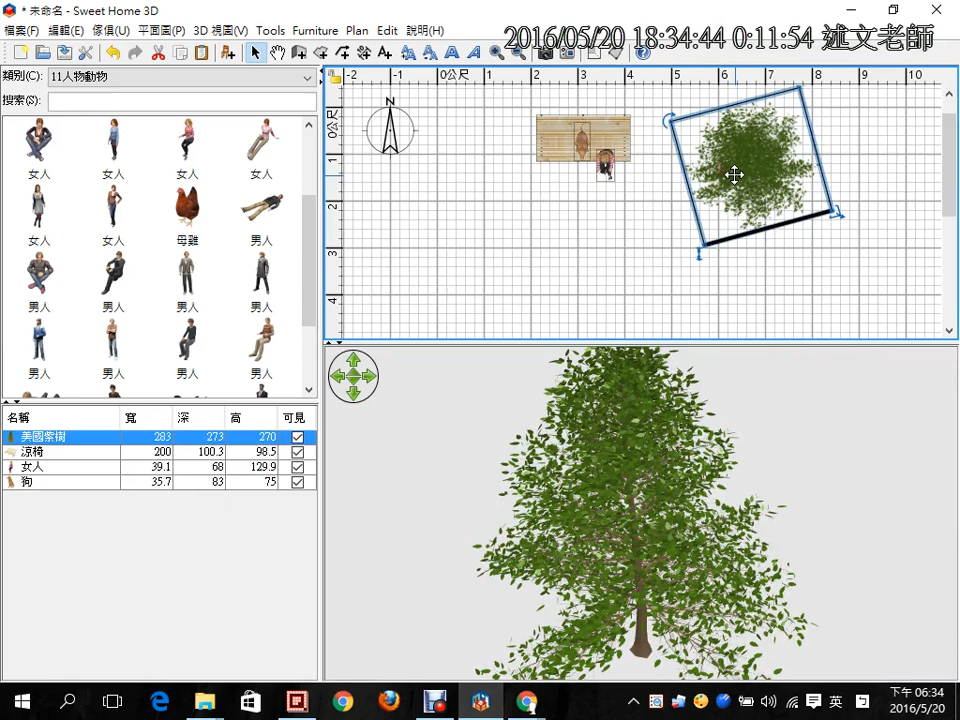 * 未命名 - Sweet Home 3D
檔案(F) 編輯(E) 傢俱(U) 平面圖(P) 3D 視圖(V) Tools Furniture Plan Edit 說明(H)
2016/05/20 18:34:44 0:11:54 述文老師
類別(C): 11人物動物
搜索(S):
女人 女人 女人 女人
女人 女人 母雞 男人
男人 男人 男人 男人
男人 男人 男人 男人
-2 -1 0公尺 1 2 3 4 5 6 7 8 9 10
0公尺
1
2
3
4
N
名稱 寬 深 高 可見
美國紫樹 283 273 270
涼椅 200 100.3 98.5
女人 39.1 68 129.9
狗 35.7 83 75
英
下午 06:34
2016/5/20